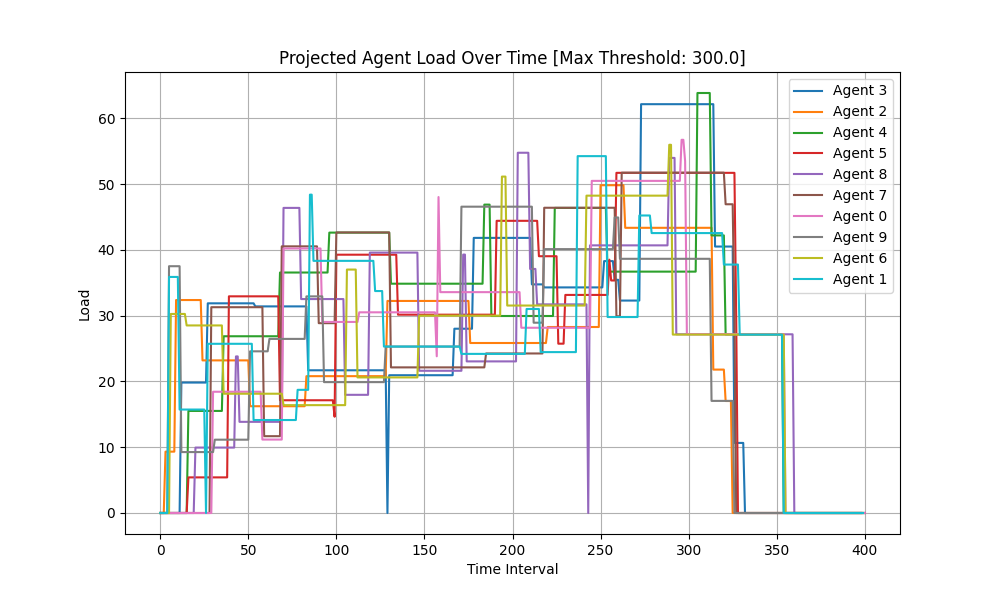 Projected Agent Load Over Time [Max Threshold: 300.0]
Load
60
50
40
30
20
10
0
0 50 100 150 200 250 300 350 400
Time Interval
Agent 3
Agent 2
Agent 4
Agent 5
Agent 8
Agent 7
Agent 0
Agent 9
Agent 6
Agent 1